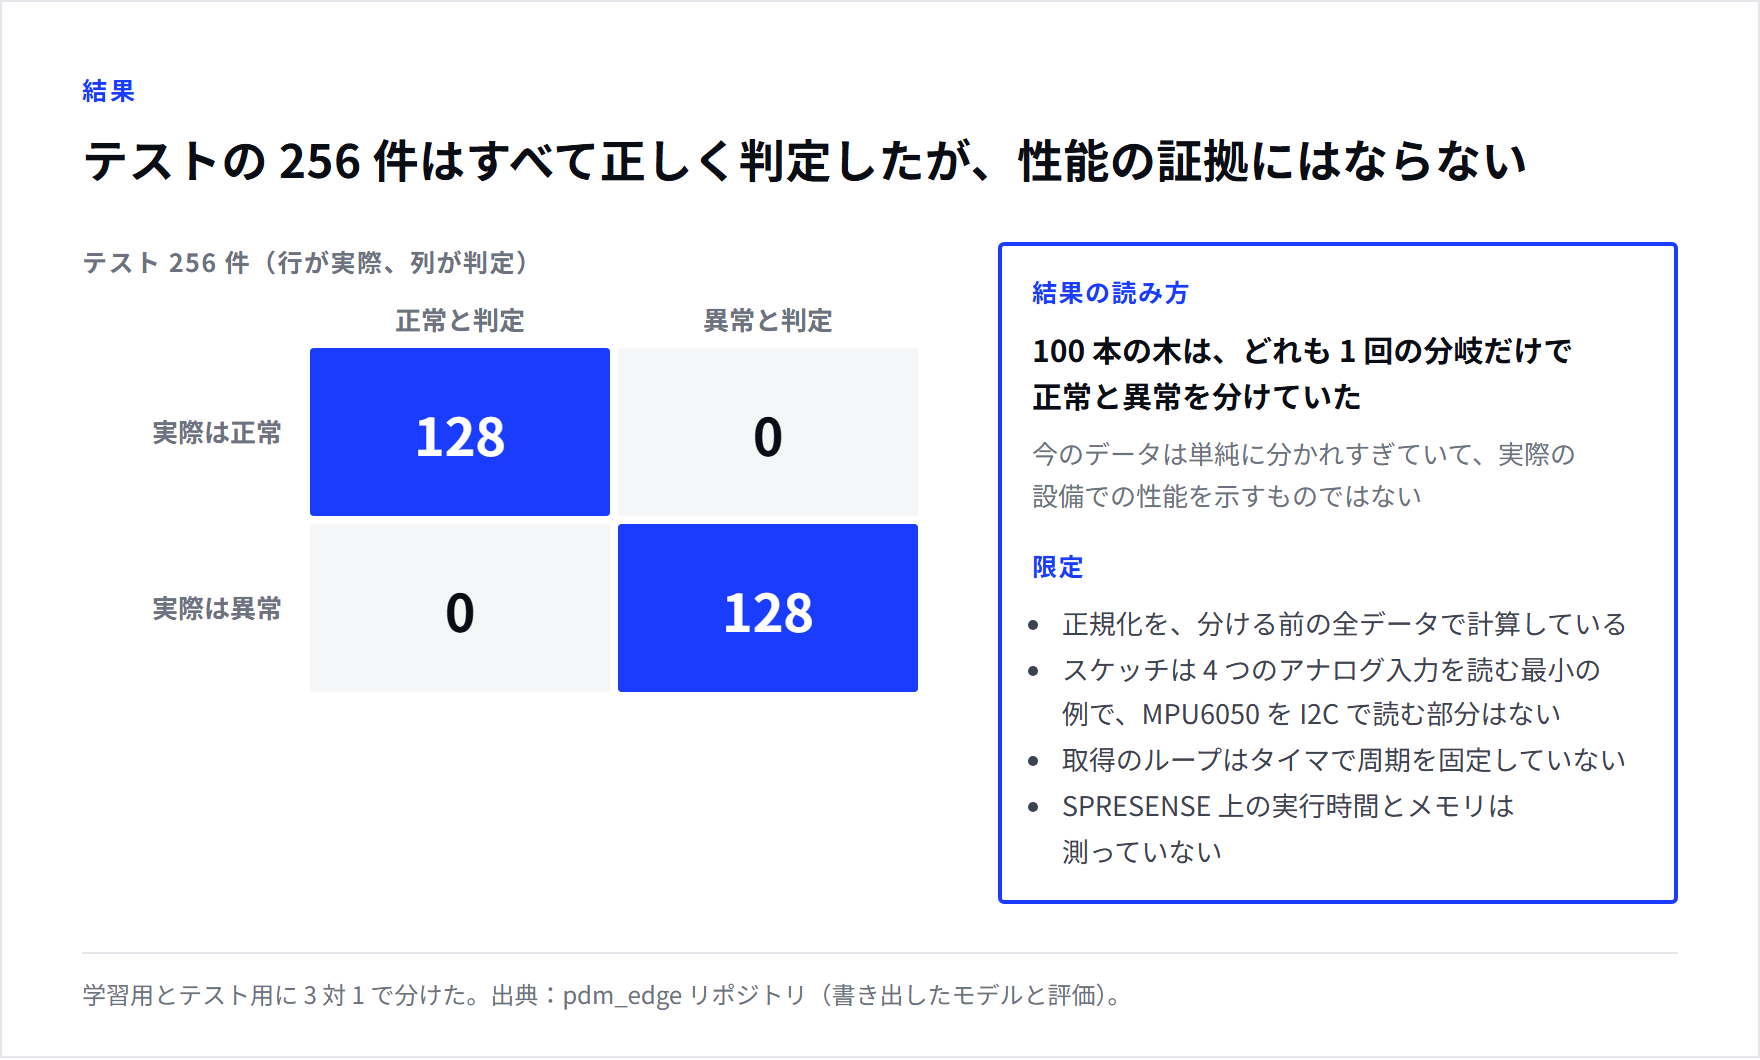 結果
テストの 256 件はすべて正しく判定したが、性能の証拠にはならない
テスト 256 件（行が実際、列が判定）
正常と判定
異常と判定
実際は正常
128
0
実際は異常
0
128
結果の読み方
100 本の木は、どれも 1 回の分岐だけで
正常と異常を分けていた
今のデータは単純に分かれすぎていて、実際の
設備での性能を示すものではない
限定
• 正規化を、分ける前の全データで計算している
• スケッチは 4 つのアナログ入力を読む最小の
例で、MPU6050 を I2C で読む部分はない
• 取得のループはタイマで周期を固定していない
• SPRESENSE 上の実行時間とメモリは
測っていない
学習用とテスト用に 3 対 1 で分けた。出典：pdm_edge リポジトリ（書き出したモデルと評価）。